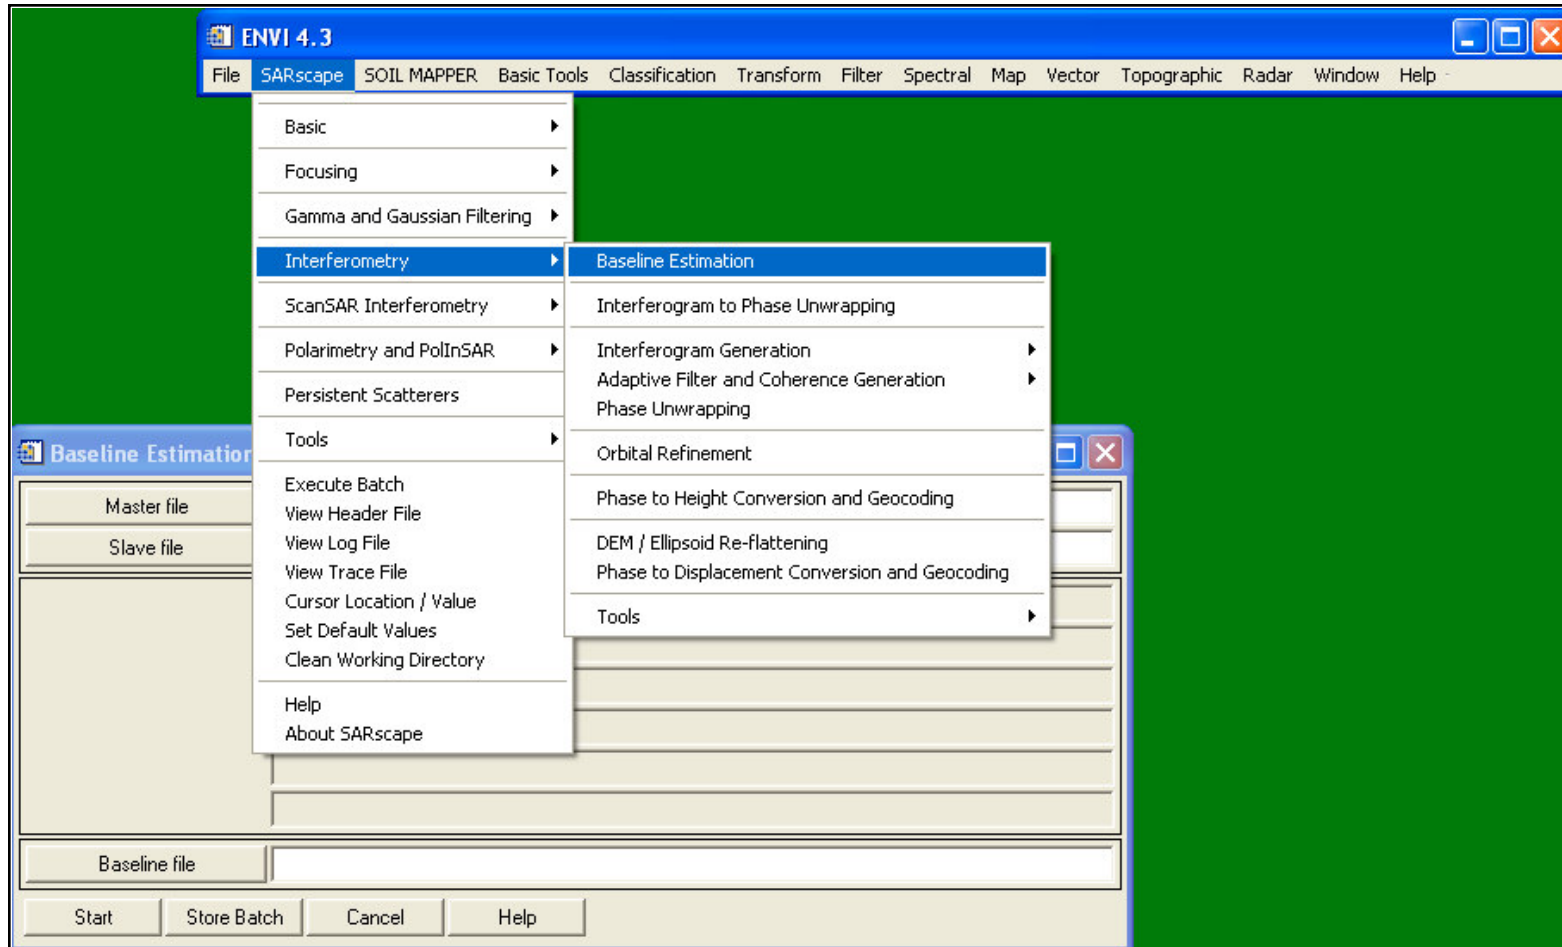 ENVI 4.3
File SARscape SOIL MAPPER Basic Tools Classification Transform Filter Spectral Map Vector Topographic Radar Window Help
Basic
Focusing
Gamma and Gaussian Filtering
Interferometry
ScanSAR Interferometry
Polarimetry and PolInSAR
Persistent Scatterers
Tools
Execute Batch
View Header File
View Log File
View Trace File
Cursor Location / Value
Set Default Values
Clean Working Directory
Help
About SARscape
Baseline Estimation
Interferogram to Phase Unwrapping
Interferogram Generation
Adaptive Filter and Coherence Generation
Phase Unwrapping
Orbital Refinement
Phase to Height Conversion and Geocoding
DEM / Ellipsoid Re-flattening
Phase to Displacement Conversion and Geocoding
Tools
Baseline Estimation
Master file
Slave file
Baseline file
Start Store Batch Cancel Help